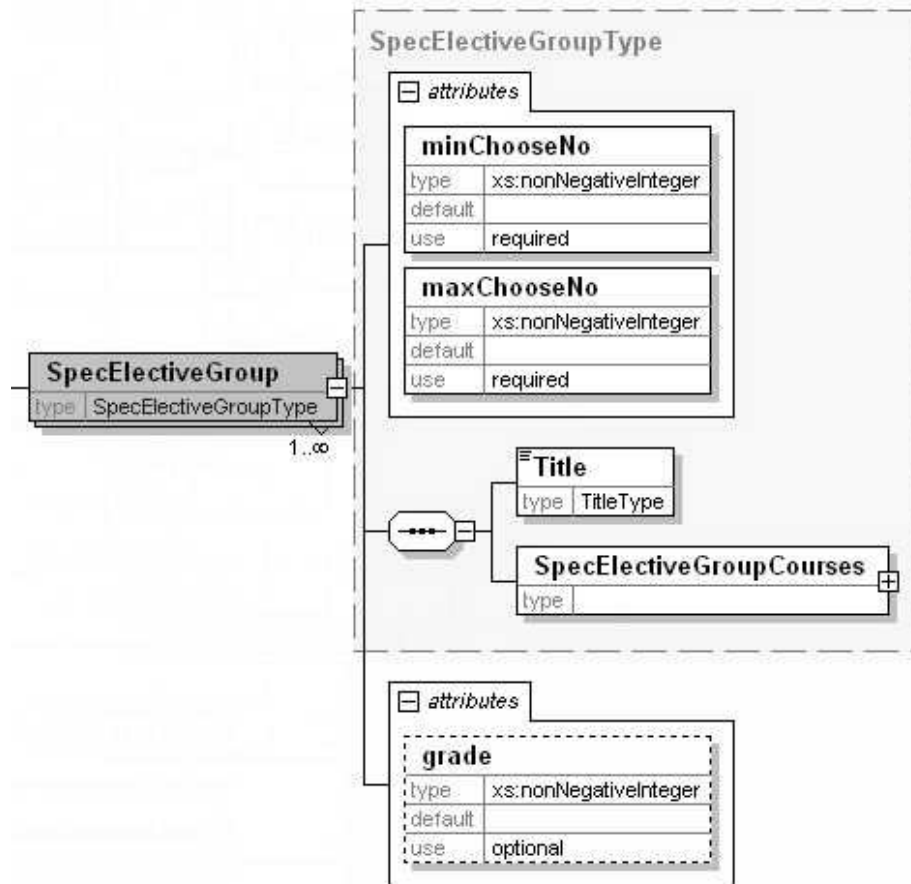 SpecElectiveGroupType
attributes
minChooseNo
type xs:nonNegativeInteger
default
use required
maxChooseNo
type xs:nonNegativeInteger
default
use required
SpecElectiveGroup
type SpecElectiveGroupType
1..∞
Title
type TitleType
SpecElectiveGroupCourses
type
attributes
grade
type xs:nonNegativeInteger
default
use optional